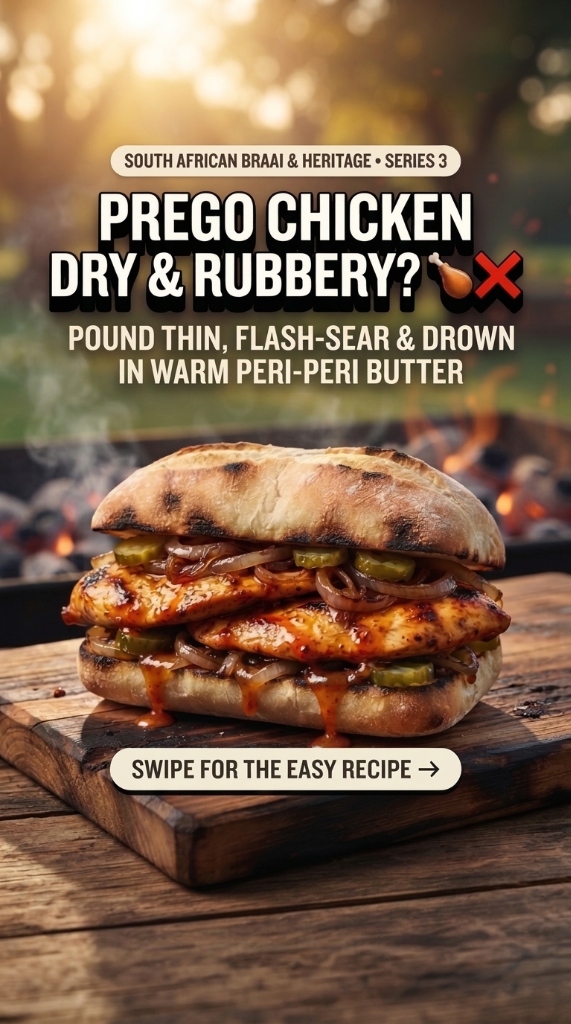 SOUTH AFRICAN BRAAI & HERITAGE • SERIES 3
PREGO CHICKEN
DRY & RUBBERY? 🍗❌
POUND THIN, FLASH-SEAR & DROWN
IN WARM PERI-PERI BUTTER
SWIPE FOR THE EASY RECIPE →